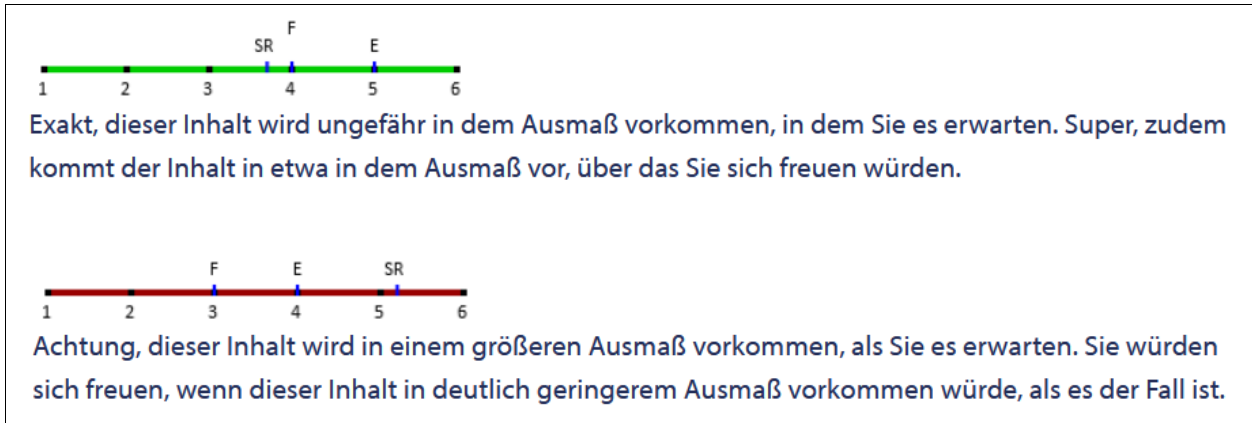 F
SR E
1 2 3 4 5 6
Exakt, dieser Inhalt wird ungefähr in dem Ausmaß vorkommen, in dem Sie es erwarten. Super, zudem
kommt der Inhalt in etwa in dem Ausmaß vor, über das Sie sich freuen würden.
F E SR
1 2 3 4 5 6
Achtung, dieser Inhalt wird in einem größeren Ausmaß vorkommen, als Sie es erwarten. Sie würden
sich freuen, wenn dieser Inhalt in deutlich geringerem Ausmaß vorkommen würde, als es der Fall ist.